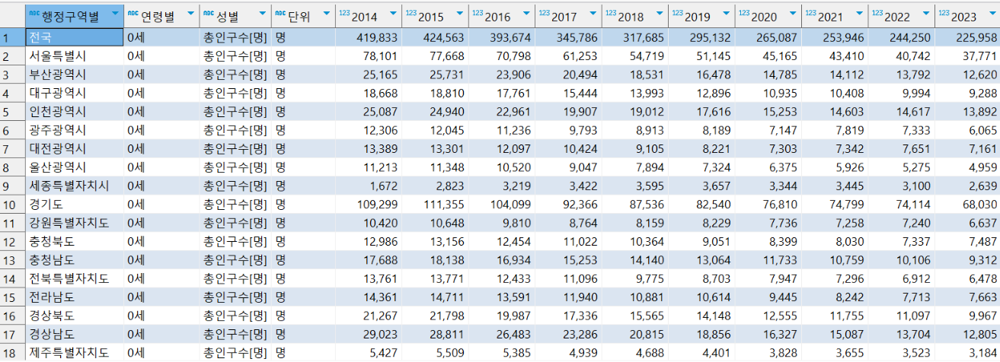 ABC 행정구역별 ABC 연령별 ABC 성별 ABC 단위 123 2014 123 2015 123 2016 123 2017 123 2018 123 2019 123 2020 123 2021 123 2022 123 2023
1 전국 0세 총인구수[명] 명 419,833 424,563 393,674 345,786 317,685 295,132 265,087 253,946 244,250 225,958
2 서울특별시 0세 총인구수[명] 명 78,101 77,668 70,798 61,253 54,719 51,145 45,165 43,410 40,742 37,771
3 부산광역시 0세 총인구수[명] 명 25,165 25,731 23,906 20,494 18,531 16,478 14,785 14,112 13,792 12,620
4 대구광역시 0세 총인구수[명] 명 18,668 18,810 17,761 15,444 13,993 12,896 10,935 10,408 9,994 9,288
5 인천광역시 0세 총인구수[명] 명 25,087 24,940 22,961 19,907 19,012 17,616 15,253 14,603 14,617 13,892
6 광주광역시 0세 총인구수[명] 명 12,306 12,045 11,236 9,793 8,913 8,189 7,147 7,819 7,333 6,065
7 대전광역시 0세 총인구수[명] 명 13,389 13,301 12,097 10,424 9,105 8,221 7,303 7,342 7,651 7,161
8 울산광역시 0세 총인구수[명] 명 11,213 11,348 10,520 9,047 7,894 7,324 6,375 5,926 5,275 4,959
9 세종특별자치시 0세 총인구수[명] 명 1,672 2,823 3,219 3,422 3,595 3,657 3,344 3,445 3,100 2,639
10 경기도 0세 총인구수[명] 명 109,299 111,355 104,099 92,366 87,536 82,540 76,810 74,799 74,114 68,030
11 강원특별자치도 0세 총인구수[명] 명 10,420 10,648 9,810 8,764 8,159 8,229 7,736 7,258 7,240 6,637
12 충청북도 0세 총인구수[명] 명 12,986 13,156 12,454 11,022 10,364 9,051 8,399 8,030 7,337 7,487
13 충청남도 0세 총인구수[명] 명 17,688 18,138 16,934 15,253 14,140 13,064 11,733 10,759 10,106 9,312
14 전북특별자치도 0세 총인구수[명] 명 13,761 13,771 12,433 11,096 9,775 8,703 7,947 7,296 6,912 6,478
15 전라남도 0세 총인구수[명] 명 14,361 14,711 13,591 11,940 10,881 10,614 9,445 8,242 7,713 7,663
16 경상북도 0세 총인구수[명] 명 21,267 21,798 19,987 17,336 15,565 14,148 12,555 11,755 11,097 9,967
17 경상남도 0세 총인구수[명] 명 29,023 28,811 26,483 23,286 20,815 18,856 16,327 15,087 13,704 12,805
18 제주특별자치도 0세 총인구수[명] 명 5,427 5,509 5,385 4,939 4,688 4,401 3,828 3,655 3,523 3,184